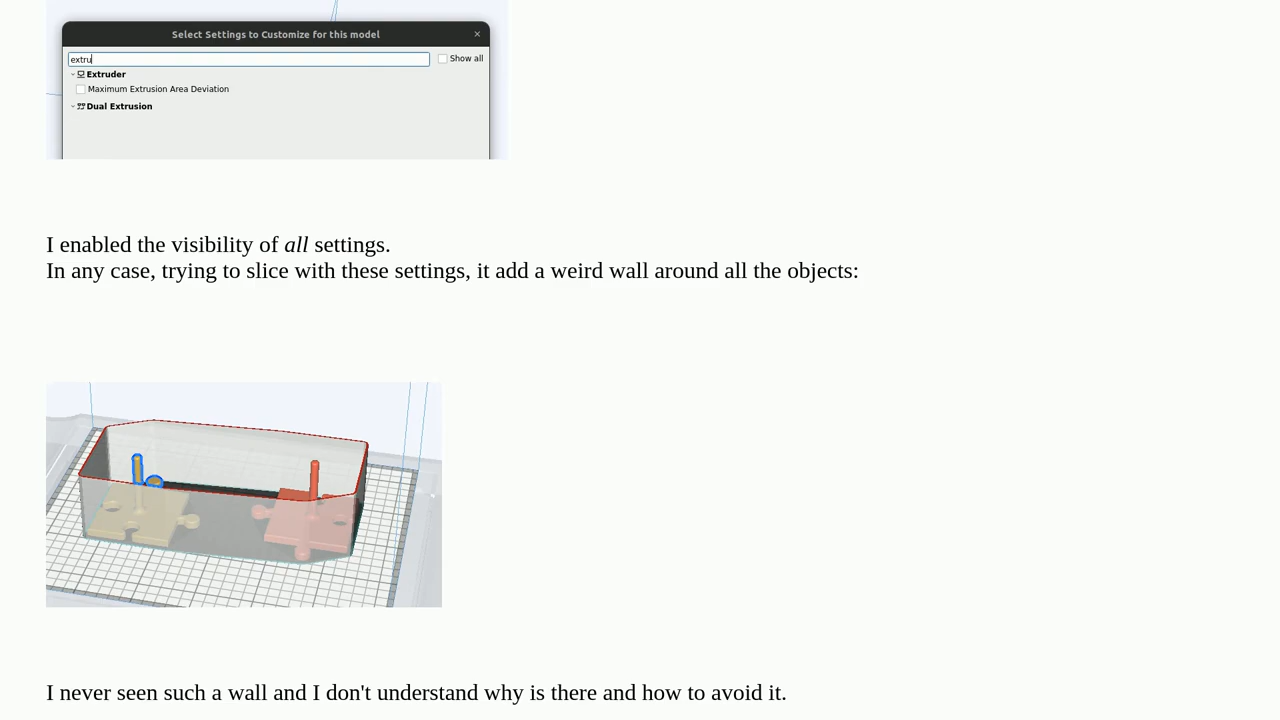 Select Settings to Customize for this model
extru
Show all
Extruder
Maximum Extrusion Area Deviation
Dual Extrusion
I enabled the visibility of all settings.
In any case, trying to slice with these settings, it add a weird wall around all the objects:
I never seen such a wall and I don't understand why is there and how to avoid it.